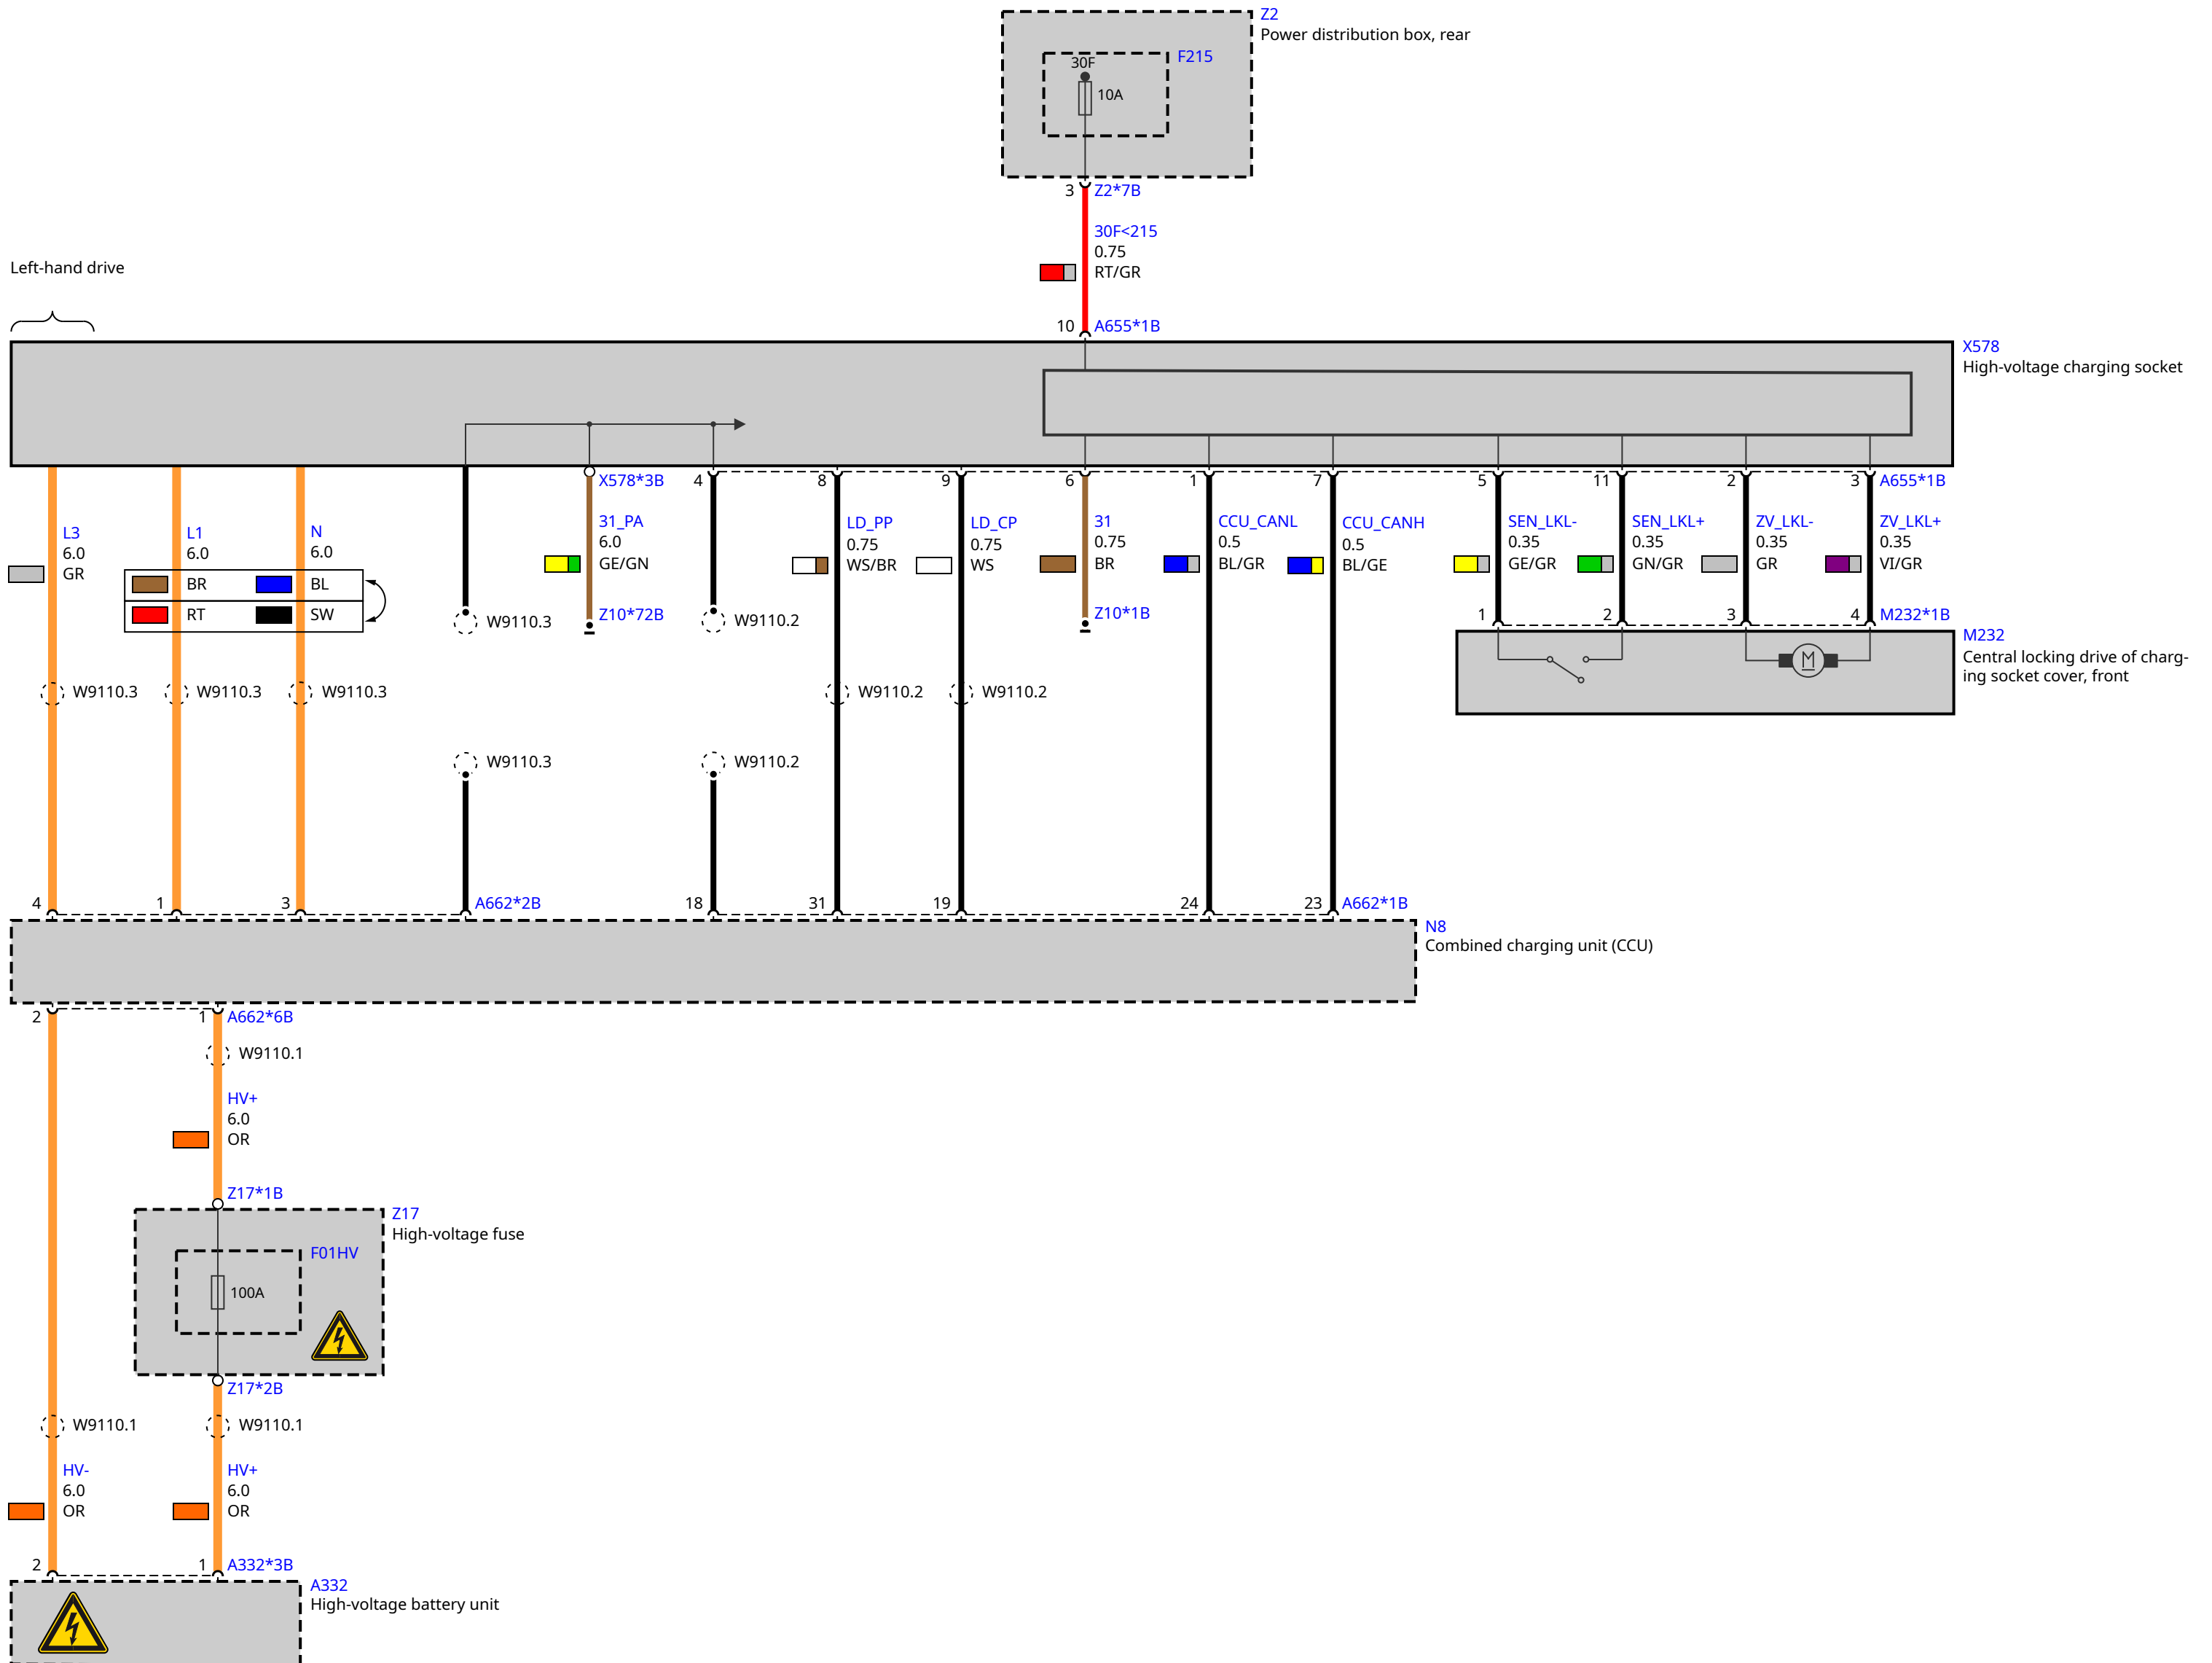 Z2
Power distribution box, rear
F215
30F
10A
3 Z2*7B
30F<215
0.75
RT/GR
Left-hand drive
10 A655*1B
X578
High-voltage charging socket
X578*3B 4 8 9 6 1 7 5 11 2 3 A655*1B
L3
6.0
GR
L1
6.0
N
6.0
BR BL
RT SW
31_PA
6.0
GE/GN
Z10*72B
LD_PP
0.75
WS/BR
LD_CP
0.75
WS
31
0.75
BR
Z10*1B
CCU_CANL
0.5
BL/GR
CCU_CANH
0.5
BL/GE
SEN_LKL-
0.35
GE/GR
SEN_LKL+
0.35
GN/GR
ZV_LKL-
0.35
GR
ZV_LKL+
0.35
VI/GR
W9110.3 W9110.2
1 2 3 4 M232*1B
M232
Central locking drive of charg-
ing socket cover, front
M
W9110.3 W9110.3 W9110.3 W9110.2 W9110.2
W9110.3 W9110.2
4 1 3 A662*2B 18 31 19 24 23 A662*1B
N8
Combined charging unit (CCU)
2 1 A662*6B
W9110.1
HV+
6.0
OR
Z17*1B
Z17
High-voltage fuse
F01HV
100A
Z17*2B
W9110.1 W9110.1
HV-
6.0
OR
HV+
6.0
OR
2 1 A332*3B
A332
High-voltage battery unit